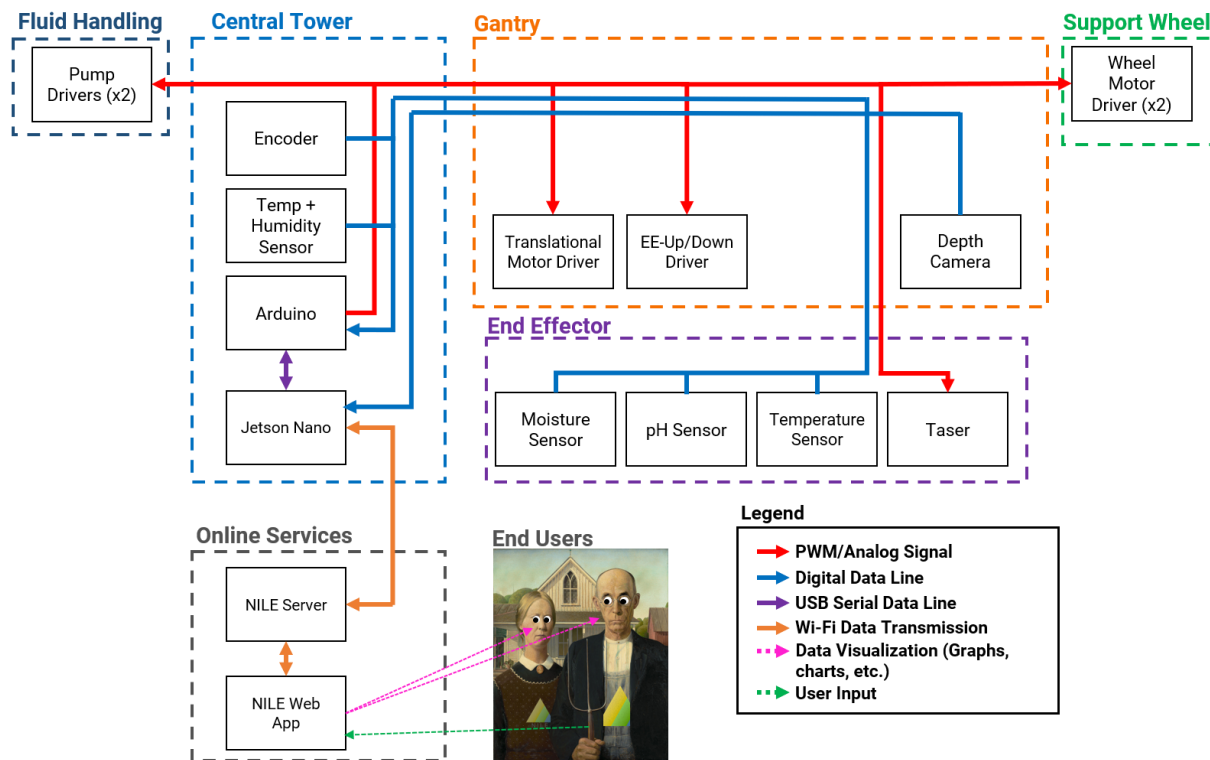 Fluid Handling
Central Tower
Gantry
Support Wheel
Pump
Drivers (x2)
Wheel
Motor
Driver (x2)
Encoder
Temp +
Humidity
Sensor
Translational
Motor Driver
EE-Up/Down
Driver
Depth
Camera
Arduino
End Effector
Jetson Nano
Moisture
Sensor
pH Sensor
Temperature
Sensor
Taser
Online Services
End Users
Legend
PWM/Analog Signal
Digital Data Line
USB Serial Data Line
Wi-Fi Data Transmission
Data Visualization (Graphs,
charts, etc.)
User Input
NILE Server
NILE Web
App